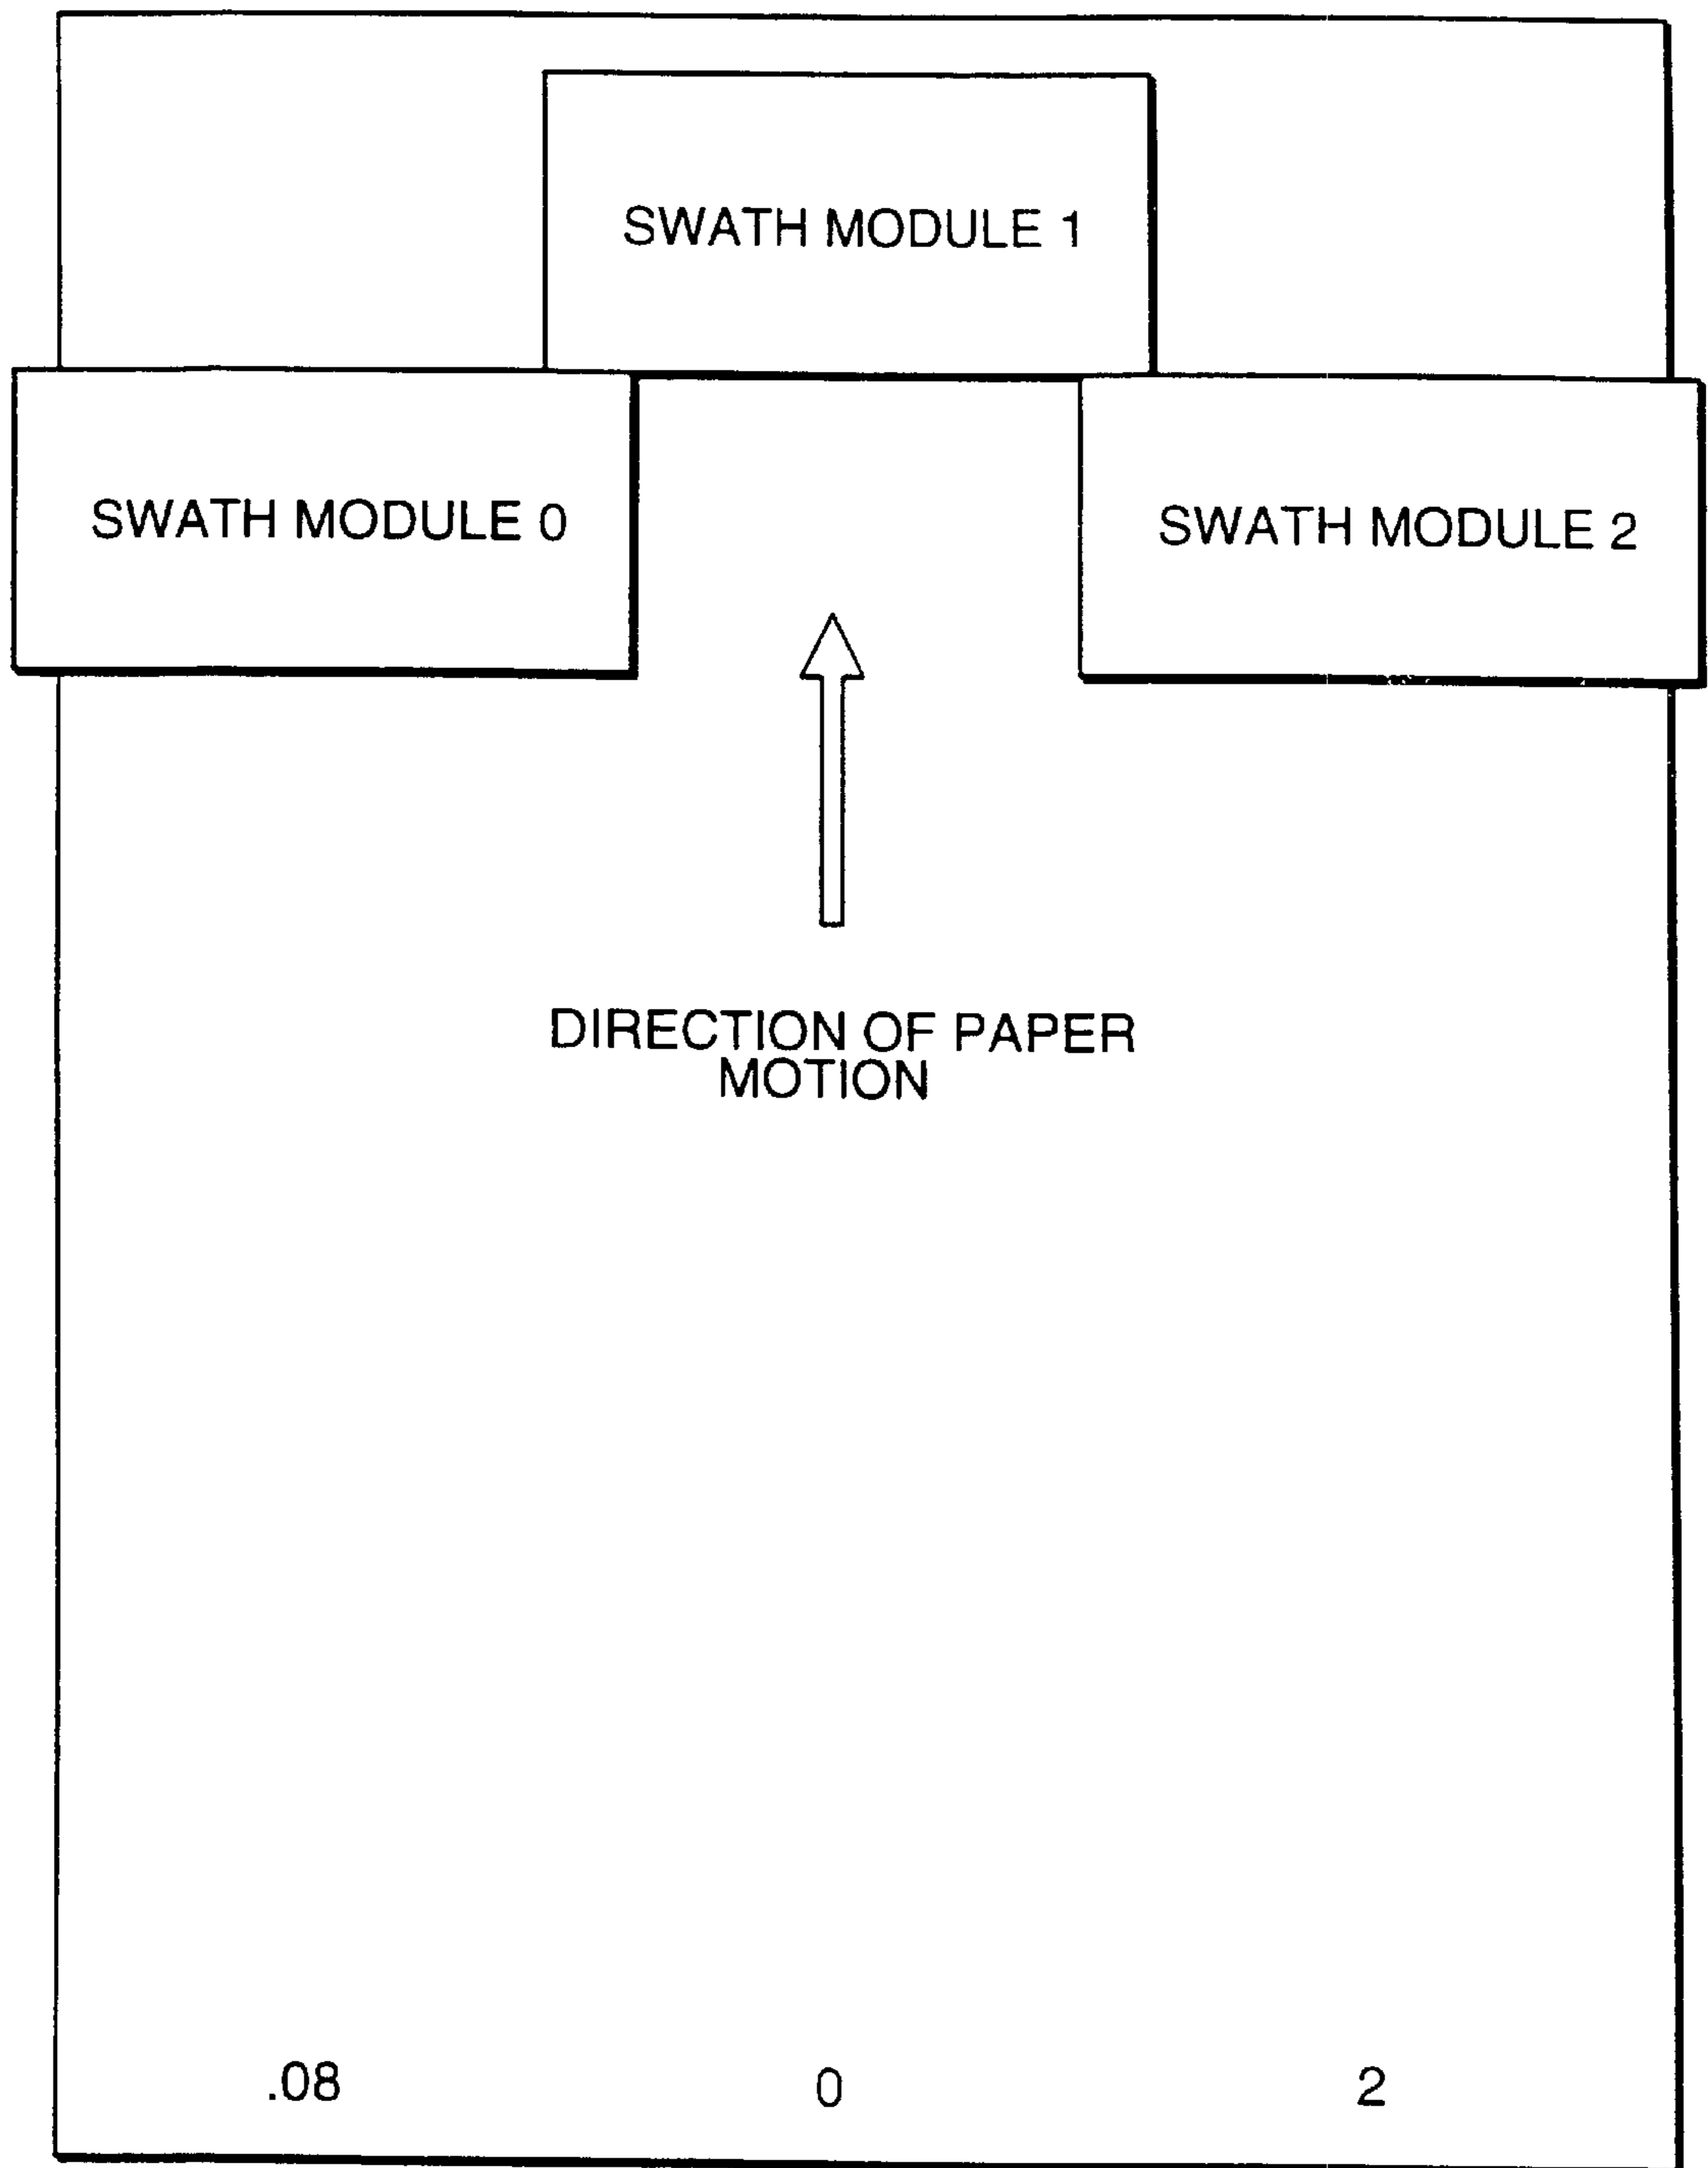 SWATH MODULE 1
SWATH MODULE 0
SWATH MODULE 2
DIRECTION OF PAPER
MOTION
.08
0
2